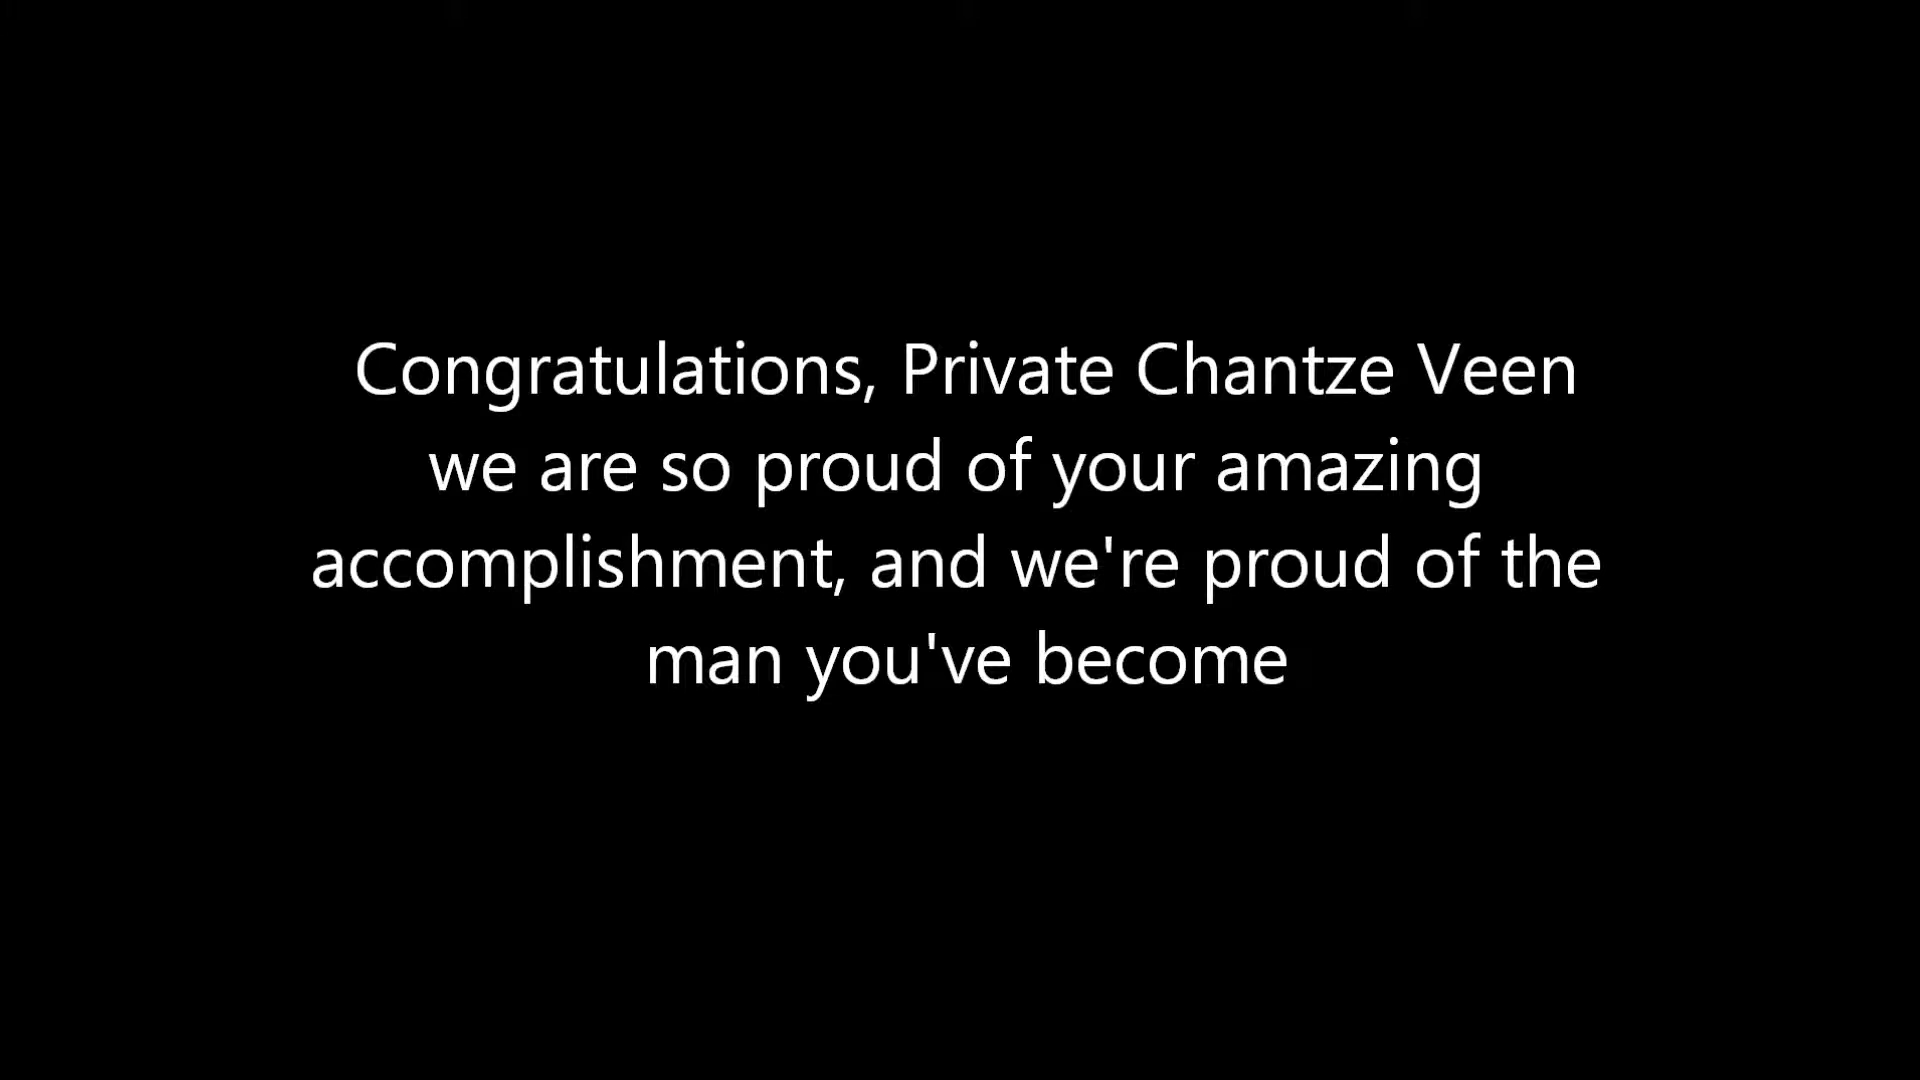 Congratulations, Private Chantze Veen
we are so proud of your amazing
accomplishment, and we're proud of the
man you've become